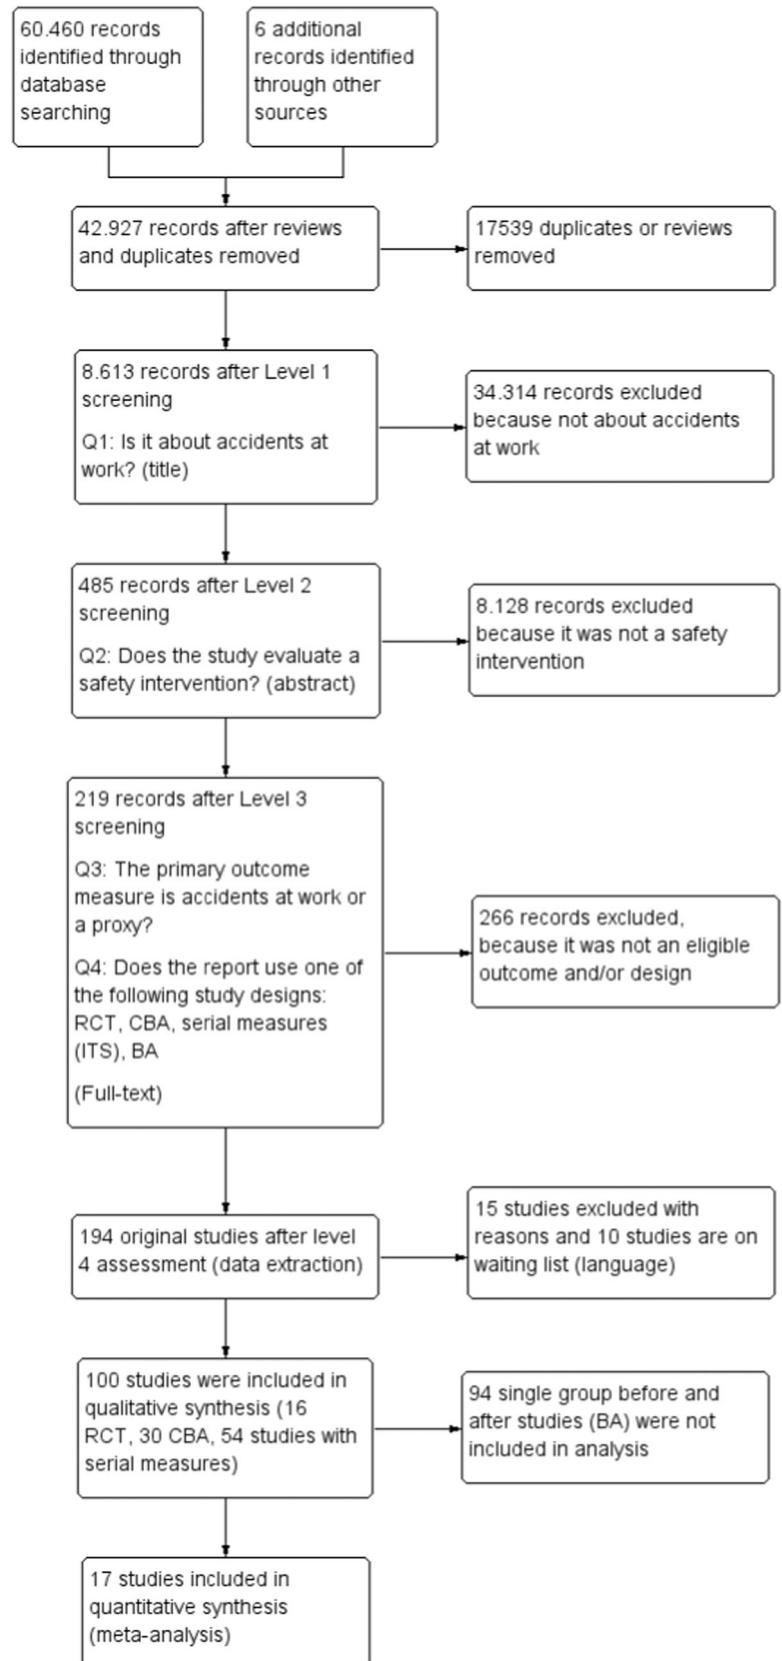 60.460 records
identified through
database
searching
6 additional
records identified
through other
sources
42.927 records after reviews
and duplicates removed
17539 duplicates or reviews
removed
8.613 records after Level 1
screening
Q1: Is it about accidents at
work? (title)
34.314 records excluded
because not about accidents
at work
485 records after Level 2
screening
Q2: Does the study evaluate a
safety intervention? (abstract)
8.128 records excluded
because it was not a safety
intervention
219 records after Level 3
screening
Q3: The primary outcome
measure is accidents at work or
a proxy?
Q4: Does the report use one of
the following study designs:
RCT, CBA, serial measures
(ITS), BA
(Full-text)
266 records excluded,
because it was not an eligible
outcome and/or design
194 original studies after level
4 assessment (data extraction)
15 studies excluded with
reasons and 10 studies are on
waiting list (language)
100 studies were included in
qualitative synthesis (16
RCT, 30 CBA, 54 studies with
serial measures)
94 single group before and
after studies (BA) were not
included in analysis
17 studies included in
quantitative synthesis
(meta-analysis)